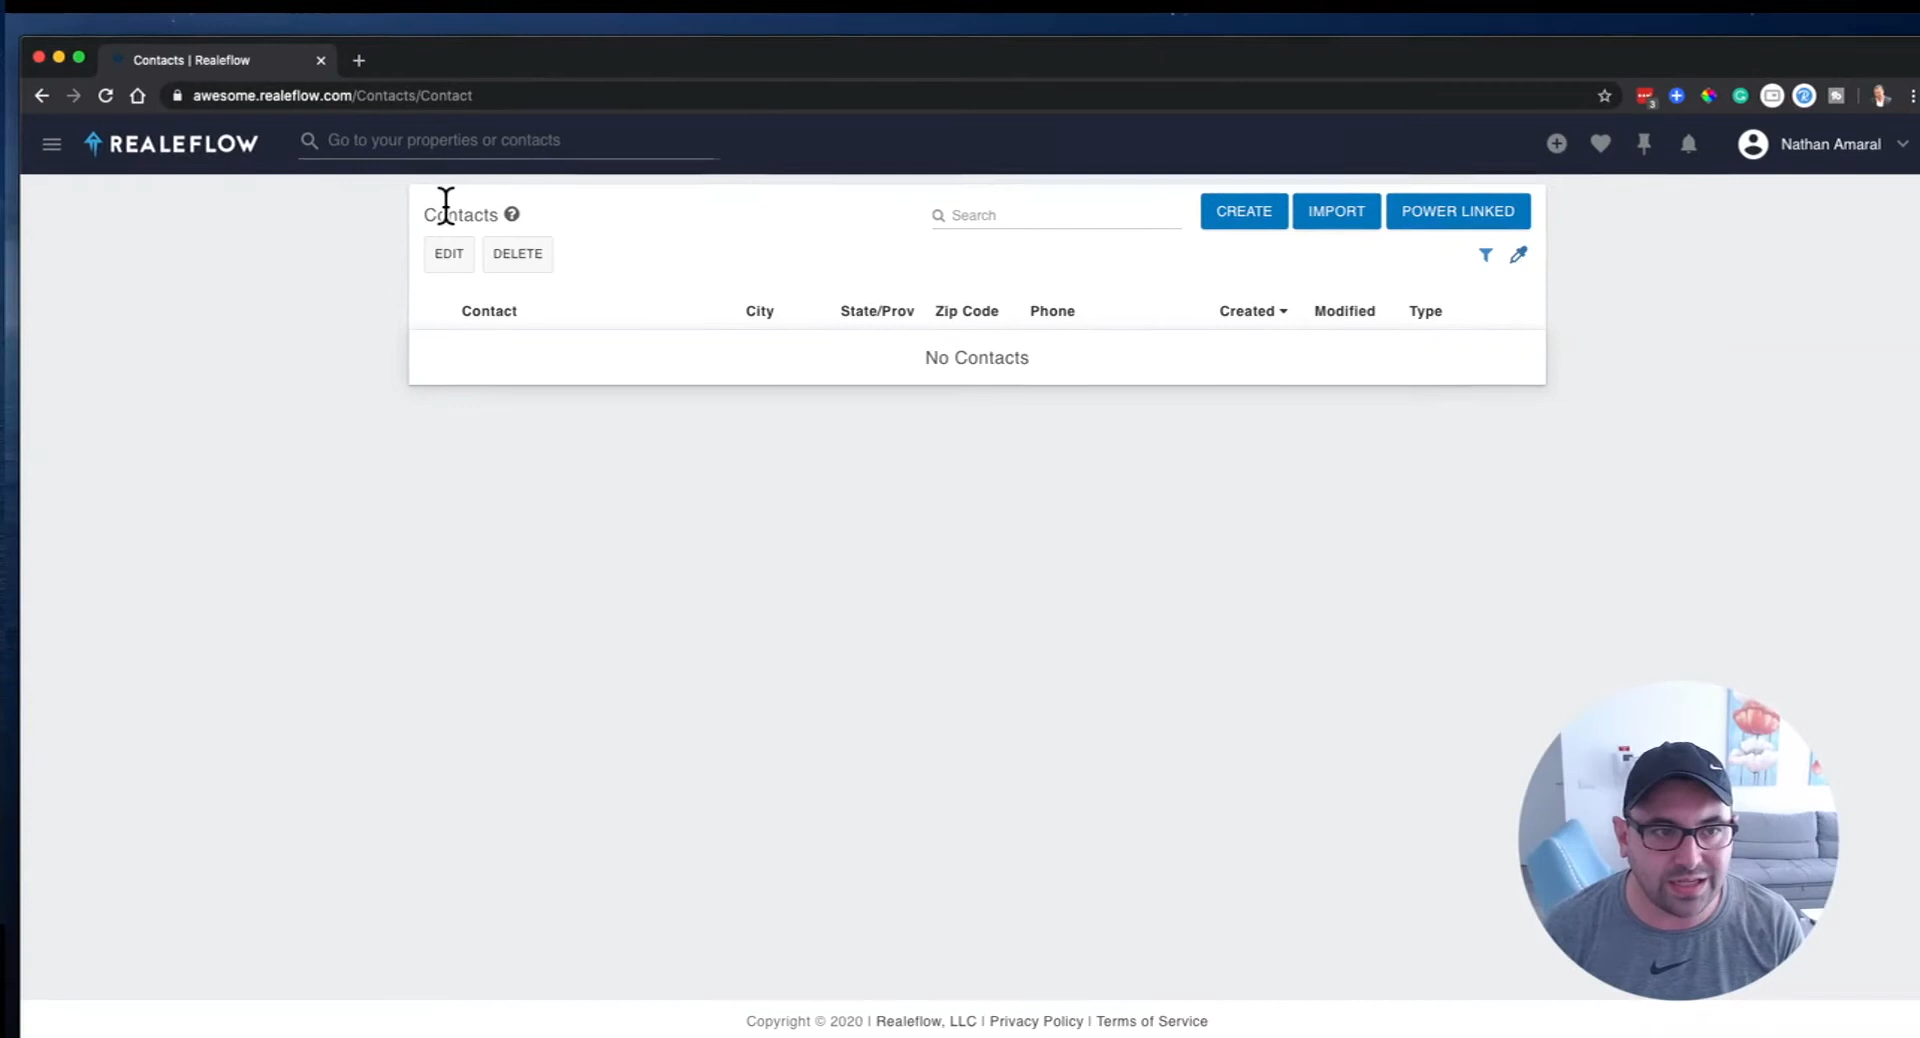 Contacts | Realeflow
awesome.realeflow.com/Contacts/Contact
3
REALEFLOW
Go to your properties or contacts
Nathan Amaral
Contacts
Search
CREATE
IMPORT
POWER LINKED
EDIT
DELETE
Contact City State/Prov Zip Code Phone Created Modified Type
No Contacts
Copyright © 2020 | Realeflow, LLC | Privacy Policy | Terms of Service